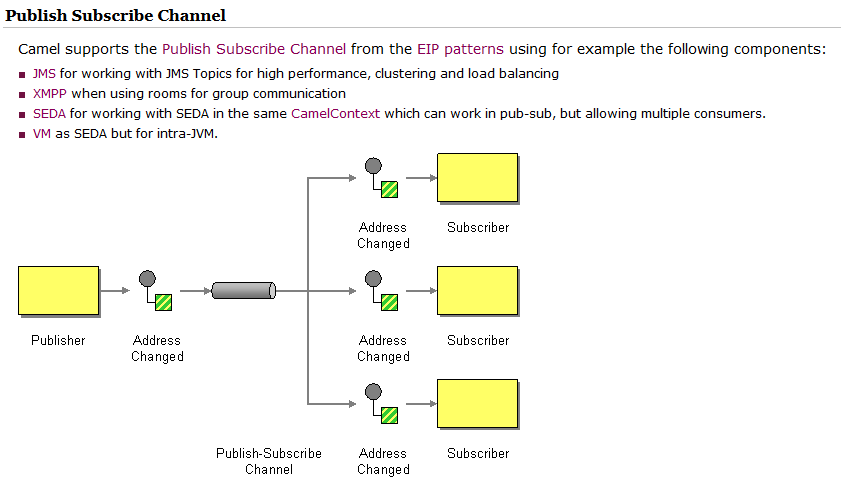 Publish Subscribe Channel
Camel supports the Publish Subscribe Channel from the EIP patterns using for example the following components:
JMS for working with JMS Topics for high performance, clustering and load balancing
XMPP when using rooms for group communication
SEDA for working with SEDA in the same CamelContext which can work in pub-sub, but allowing multiple consumers.
VM as SEDA but for intra-JVM.
Address
Changed
Subscriber
Publisher
Address
Changed
Address
Changed
Subscriber
Publish-Subscribe
Channel
Address
Changed
Subscriber